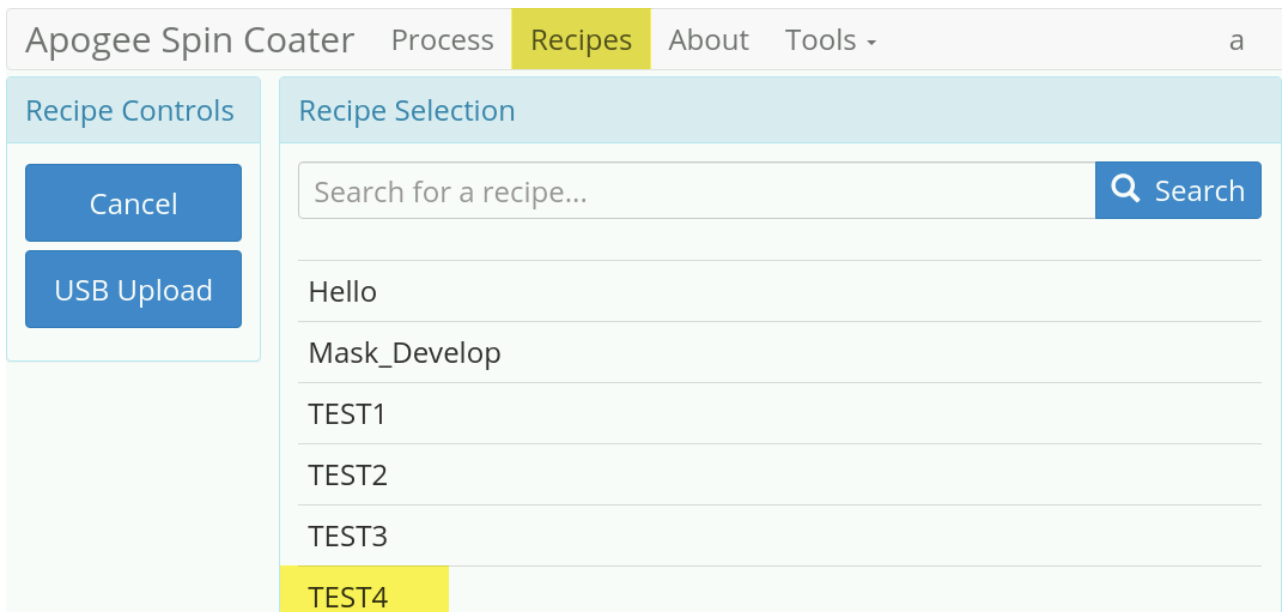 Apogee Spin Coater Process Recipes About Tools a
Recipe Controls
Cancel
USB Upload
Recipe Selection
Search for a recipe... Search
Hello
Mask_Develop
TEST1
TEST2
TEST3
TEST4